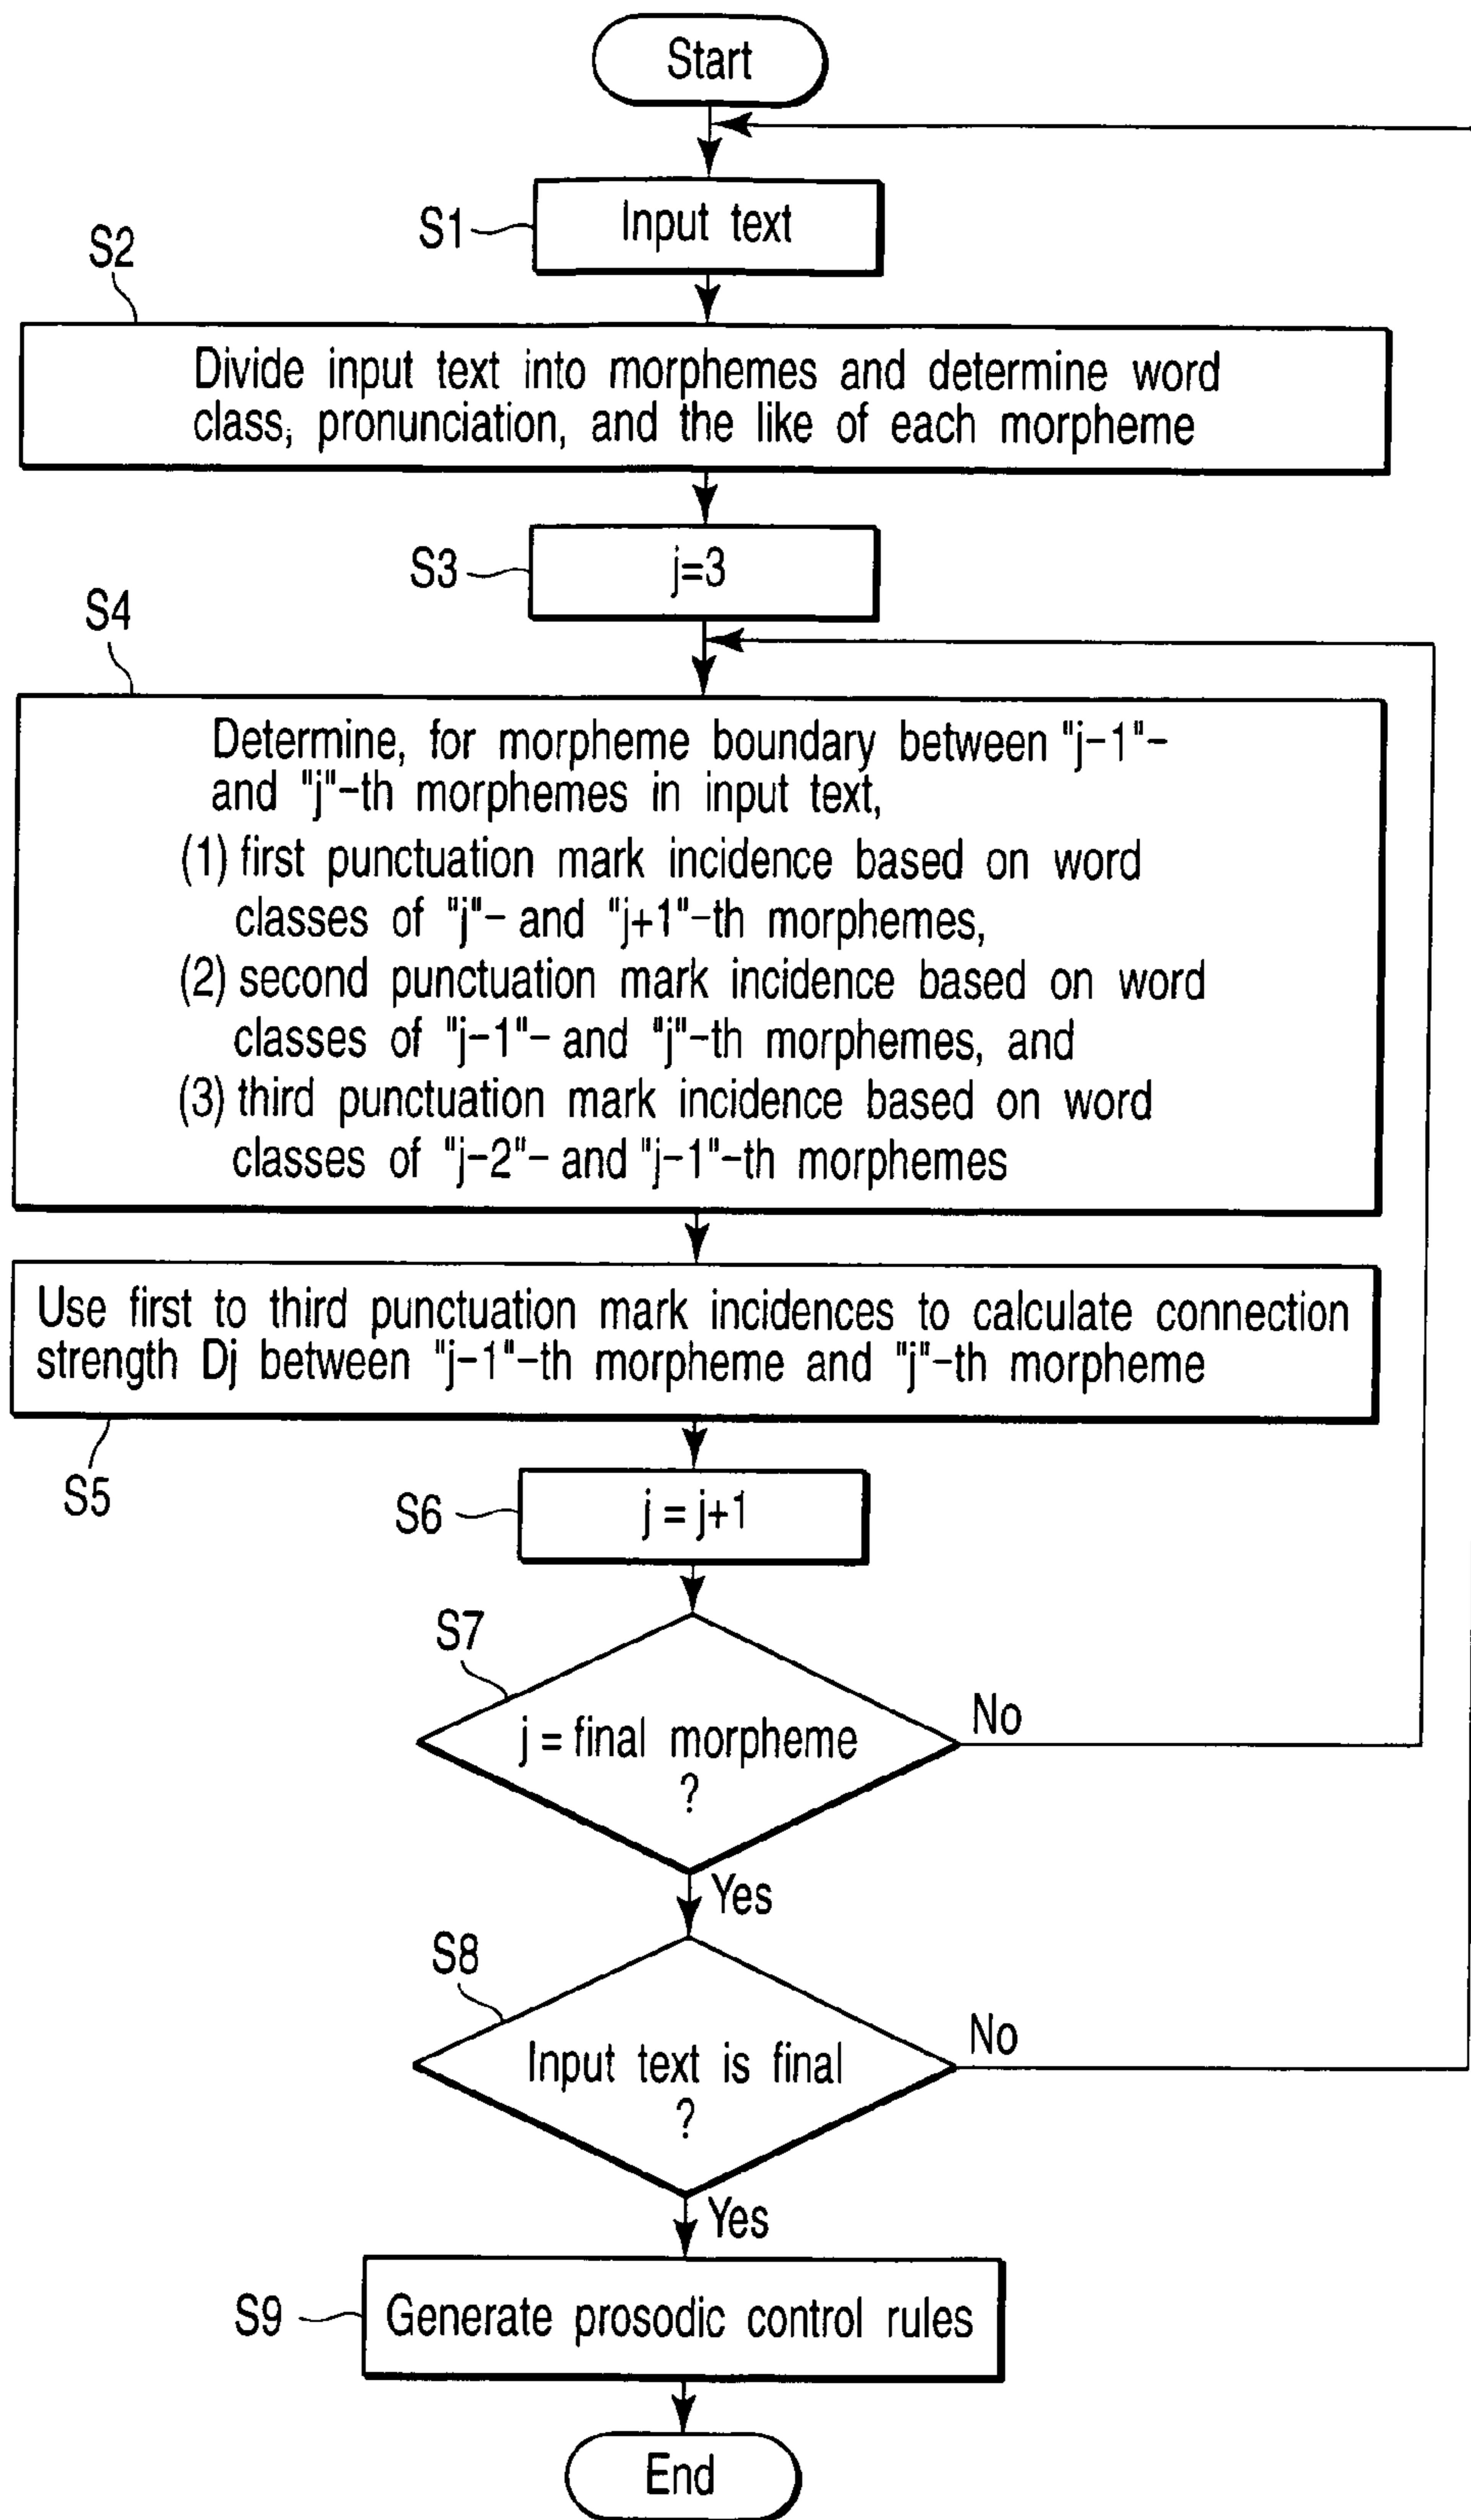 Start
S1
Input text
S2
Divide input text into morphemes and determine word
class, pronunciation, and the like of each morpheme
S3
j=3
S4
Determine, for morpheme boundary between "j-1"-
and "j"-th morphemes in input text,
(1) first punctuation mark incidence based on word
classes of "j"- and "j+1"-th morphemes,
(2) second punctuation mark incidence based on word
classes of "j-1"- and "j"-th morphemes, and
(3) third punctuation mark incidence based on word
classes of "j-2"- and "j-1"-th morphemes
Use first to third punctuation mark incidences to calculate connection
strength Dj between "j-1"-th morpheme and "j"-th morpheme
S5
S6
j = j+1
S7
j = final morpheme
?
No
Yes
S8
Input text is final
?
No
Yes
S9
Generate prosodic control rules
End